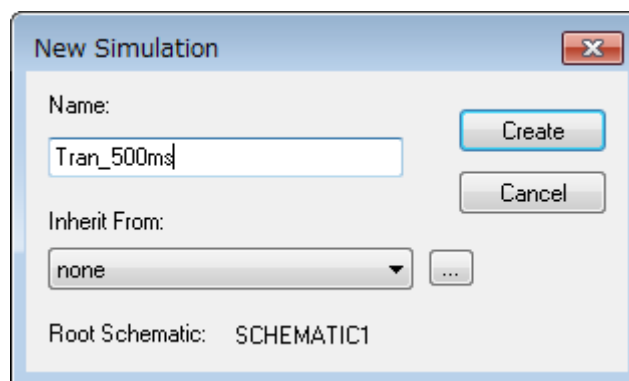 New Simulation
Name:
Tran_500ms
Create
Cancel
Inherit From:
none
...
Root Schematic: SCHEMATIC1